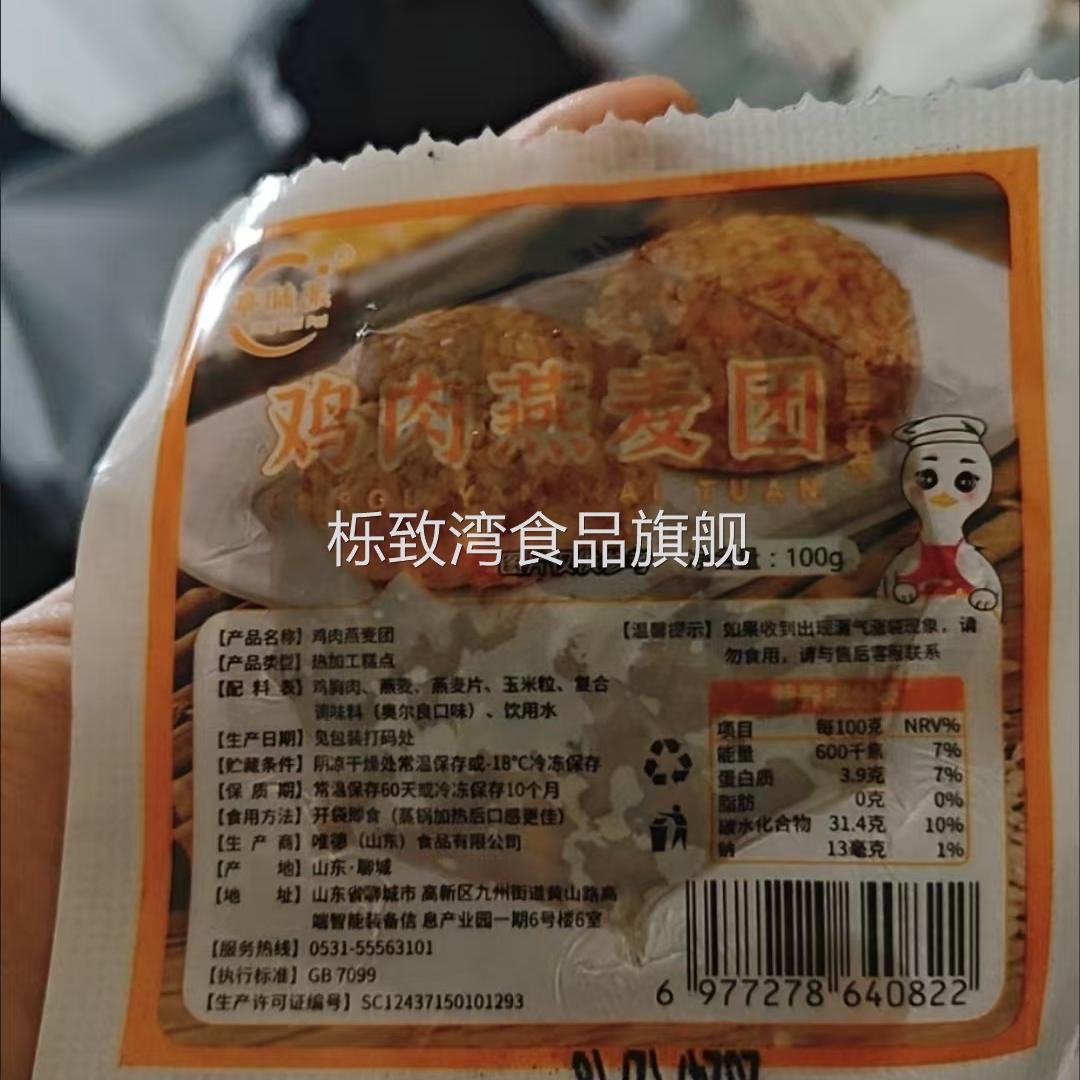 鸡肉燕麦团
栎致湾食品旗舰
量：100g
【产品名称】鸡肉燕麦团
【产品类型】热加工糕点
【配 料 表】鸡胸肉、燕麦、燕麦片、玉米粒、复合
调味料（奥尔良口味）、饮用水
【生产日期】见包装打码处
【贮藏条件】阴凉干燥处常温保存或-18°C冷冻保存
【保 质 期】常温保存60天或冷冻保存10个月
【食用方法】开袋即食（蒸锅加热后口感更佳）
【生 产 商】唯德（山东）食品有限公司
【产 地】山东·聊城
【地 址】山东省聊城市 高新区九州街道黄山路高
端智能装备信 息产业园一期6号楼6室
【服务热线】0531-55563101
【执行标准】GB 7099
【生产许可证编号】SC12437150101293
【温馨提示】如果收到出现漏气涨袋现象，请
勿食用，请与售后客服联系
项目 每100克 NRV%
能量 600千焦 7%
蛋白质 3.9克 7%
脂肪 0克 0%
碳水化合物 31.4克 10%
钠 13毫克 1%
6 977278 640822